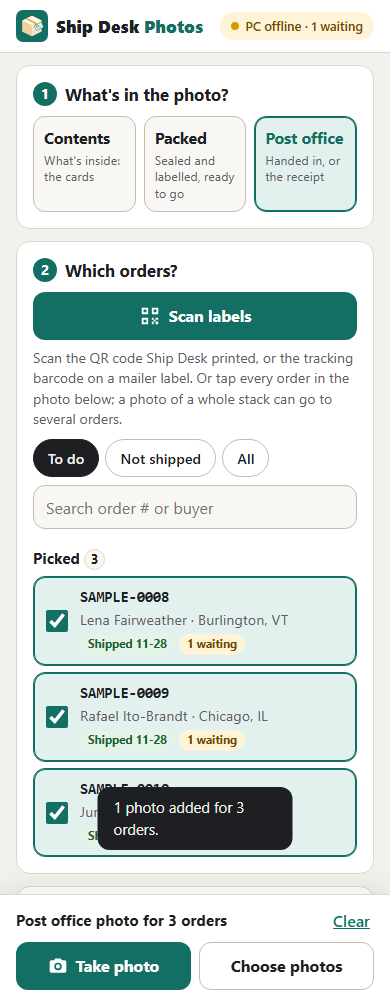 Ship Desk Photos
PC offline · 1 waiting
1 What's in the photo?
Contents
What's inside:
the cards
Packed
Sealed and
labelled, ready
to go
Post office
Handed in, or
the receipt
2 Which orders?
Scan labels
Scan the QR code Ship Desk printed, or the tracking
barcode on a mailer label. Or tap every order in the
photo below; a photo of a whole stack can go to
several orders.
To do
Not shipped
All
Search order # or buyer
Picked 3
SAMPLE-0008
Lena Fairweather · Burlington, VT
Shipped 11-28
1 waiting
SAMPLE-0009
Rafael Ito-Brandt · Chicago, IL
Shipped 11-28
1 waiting
1 photo added for 3
orders.
Post office photo for 3 orders
Clear
Take photo
Choose photos